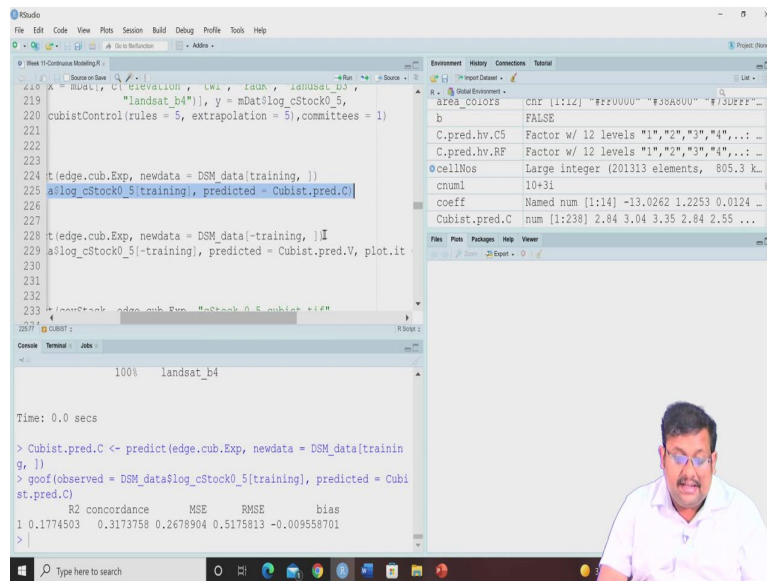 RStudio
File Edit Code View Plots Session Build Debug Profile Tools Help
Go to file/function
Addins
Project: (None
Week 11-Continuous Modelling.R
Source on Save
Run
Source
218 x = mDat[, c("elevation", "twi", "radK", "landsat_b3",
219 "landsat_b4")], y = mDat$log_cStock0_5,
220 cubistControl(rules = 5, extrapolation = 5),committees = 1)
221
222
223
224 ct(edge.cub.Exp, newdata = DSM_data[training, ])
225 a$log_cStock0_5[training], predicted = Cubist.pred.C)
226
227
228 ct(edge.cub.Exp, newdata = DSM_data[-training, ])
229 a$log_cStock0_5[-training], predicted = Cubist.pred.V, plot.it
230
231
232
233 t(covStack, edge.cub.Exp, "cStock_0_5_cubist.tif"
225:77 CUBIST
R Script
Console Terminal Jobs
100% landsat_b4
Time: 0.0 secs
> Cubist.pred.C <- predict(edge.cub.Exp, newdata = DSM_data[trainin
g, ])
> goof(observed = DSM_data$log_cStock0_5[training], predicted = Cubi
st.pred.C)
R2 concordance MSE RMSE bias
1 0.1774503 0.3173758 0.2678904 0.5175813 -0.009558701
>
Environment History Connections Tutorial
Import Dataset
List
R Global Environment
area_colors chr [1:12] "#FF0000" "#38A800" "#73DFFF"…
b FALSE
C.pred.hv.C5 Factor w/ 12 levels "1","2","3","4",..: …
C.pred.hv.RF Factor w/ 12 levels "1","2","3","4",..: …
cellNos Large integer (201313 elements, 805.3 k…
cnum1 10+3i
coeff Named num [1:14] -13.0262 1.2253 0.0124 …
Cubist.pred.C num [1:238] 2.84 3.04 3.35 2.84 2.55 ...
Files Plots Packages Help Viewer
Zoom Export
Type here to search